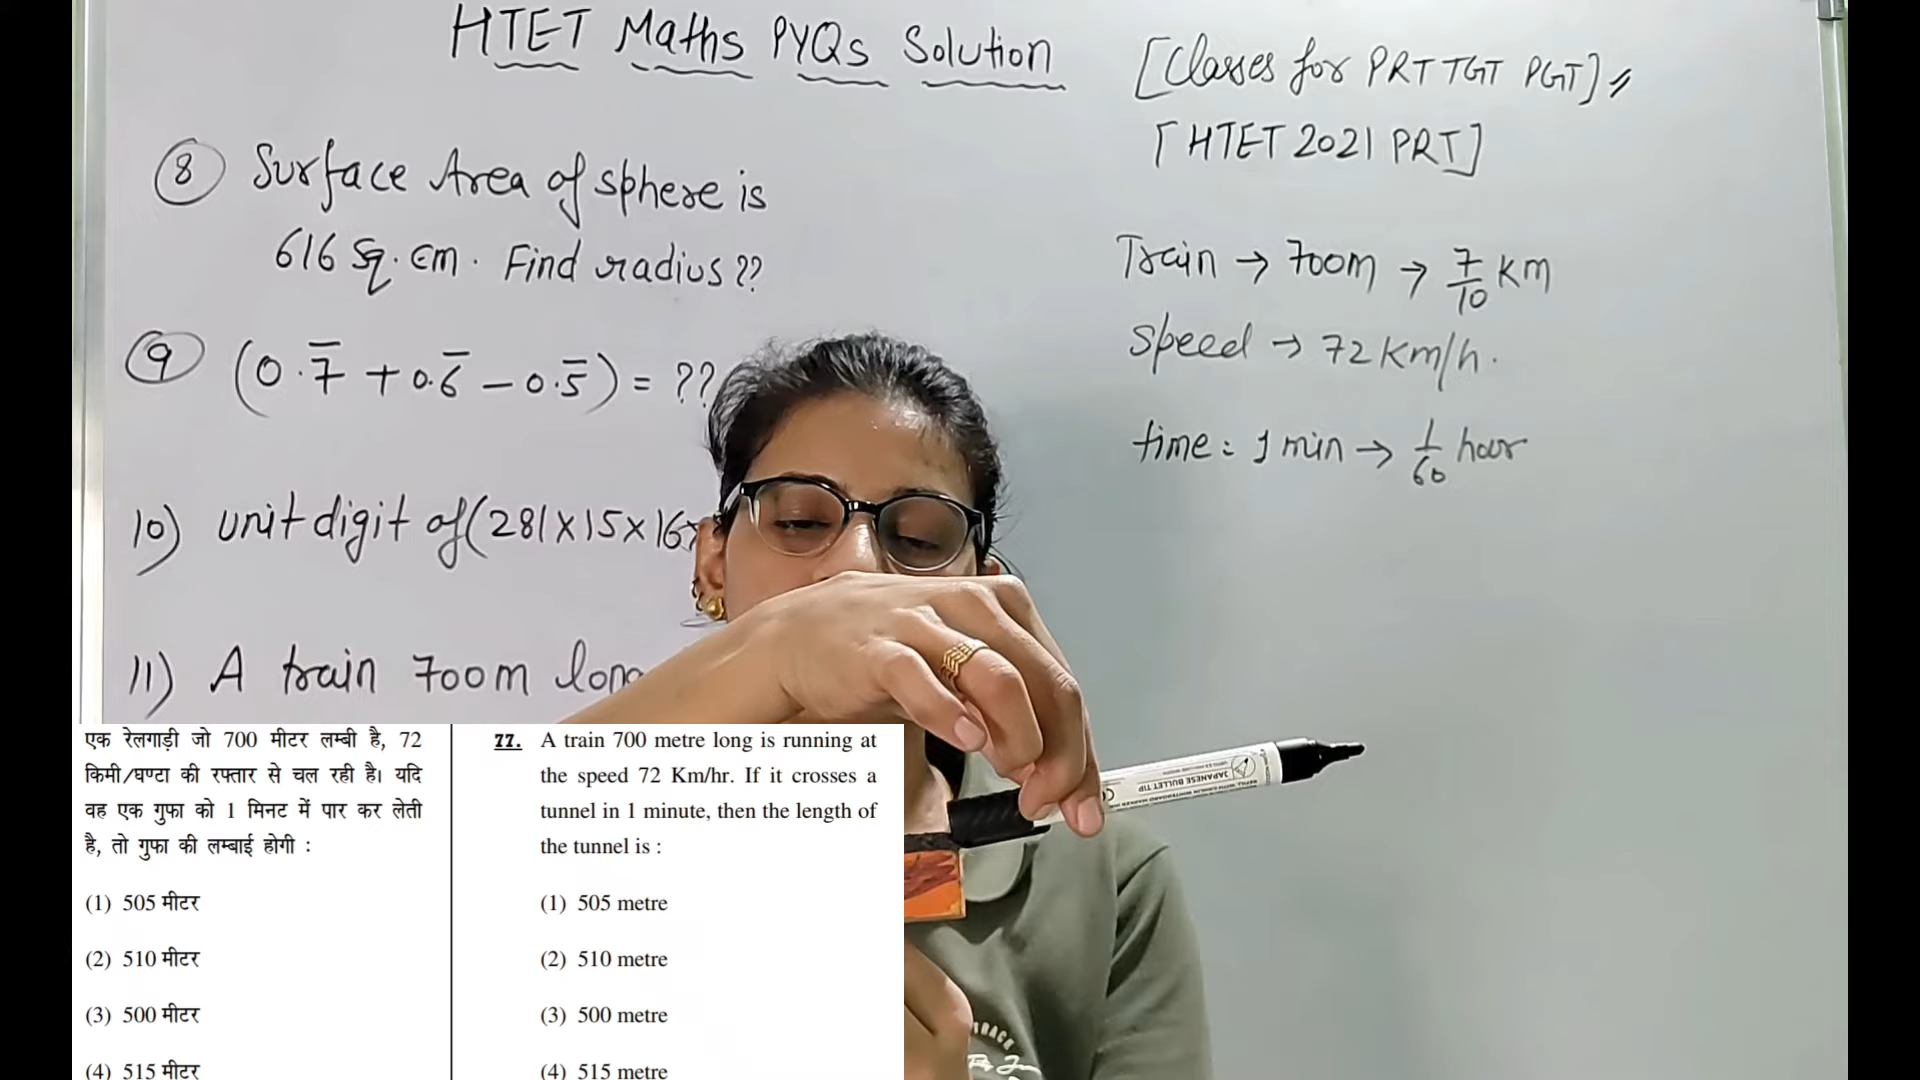 HTET Maths PYQs Solution
[Classes for PRT TGT PGT]
[HTET 2021 PRT]
8 Surface Area of sphere is
616 sq. cm. Find radius??
9 (0.7̅ + 0.6̅ - 0.5̅) = ??
10) unit digit of (281x15x16x
11) A train 700m long
Train → 700m → 7/10 KM
speed → 72 Km/h.
time = 1 min → 1/60 hour
एक रेलगाड़ी जो 700 मीटर लम्बी है, 72
किमी/घण्टा की रफ्तार से चल रही है। यदि
वह एक गुफा को 1 मिनट में पार कर लेती
है, तो गुफा की लम्बाई होगी :
(1) 505 मीटर
(2) 510 मीटर
(3) 500 मीटर
(4) 515 मीटर
77. A train 700 metre long is running at
the speed 72 Km/hr. If it crosses a
tunnel in 1 minute, then the length of
the tunnel is :
(1) 505 metre
(2) 510 metre
(3) 500 metre
(4) 515 metre
JAPANESE BULLET TIP